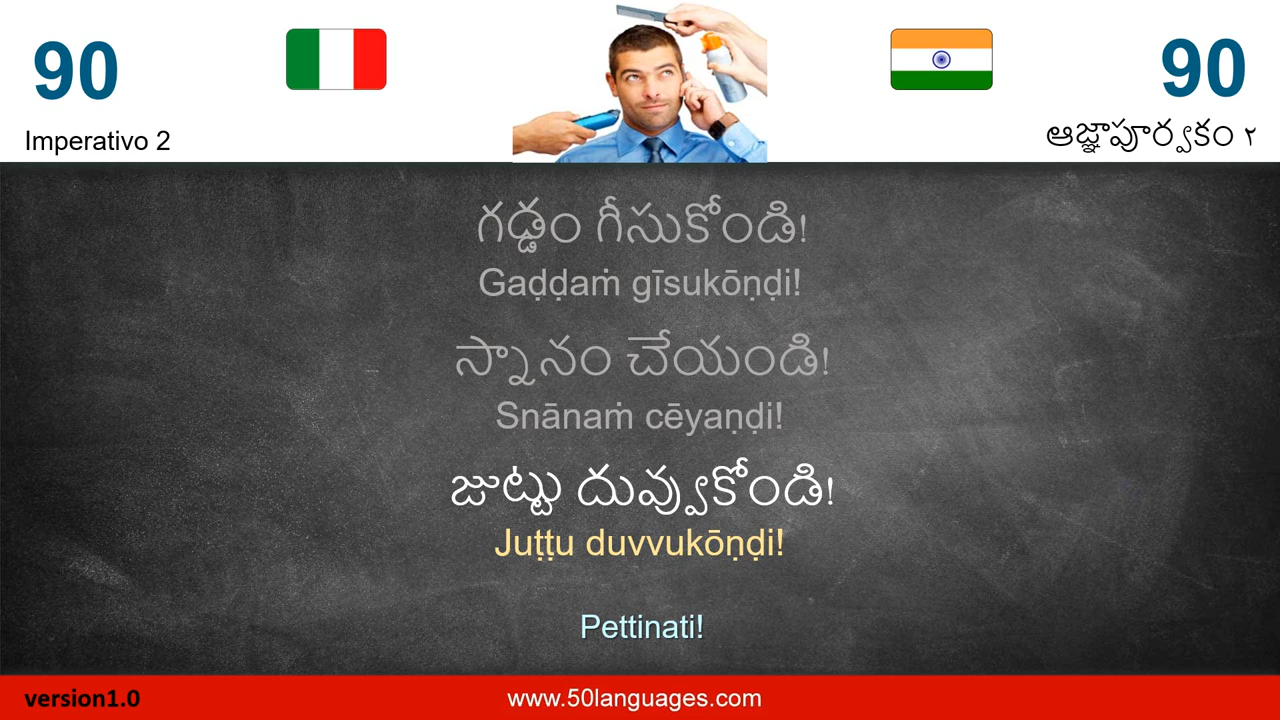 90
90
Imperativo 2
ఆజ్ఞాపూర్వకం ౨
గడ్డం గీసుకోండి!
Gaḍḍaṁ gīsukōṇḍi!
స్నానం చేయండి!
Snānaṁ cēyaṇḍi!
జుట్టు దువ్వుకోండి!
Juṭṭu duvvukōṇḍi!
Pettinati!
version1.0
www.50languages.com